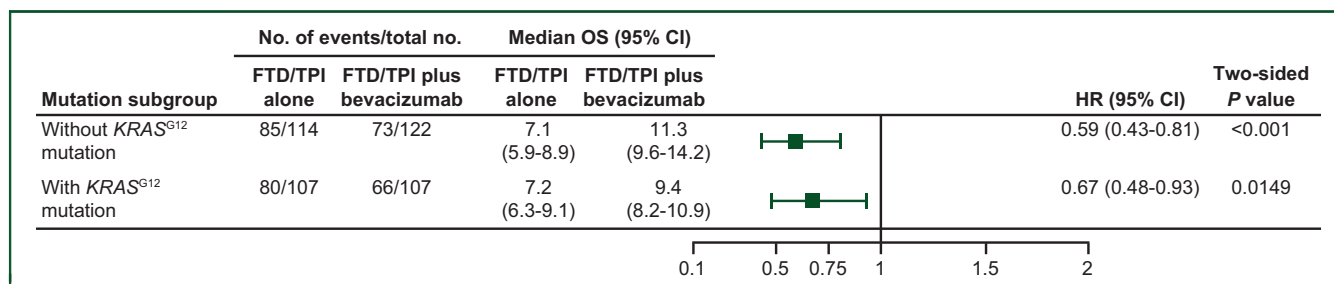 No. of events/total no. Median OS (95% CI)
Mutation subgroup FTD/TPI alone FTD/TPI plus bevacizumab FTD/TPI alone FTD/TPI plus bevacizumab HR (95% CI) Two-sided P value
Without KRAS^G12 mutation 85/114 73/122 7.1 (5.9-8.9) 11.3 (9.6-14.2) 0.59 (0.43-0.81) <0.001
With KRAS^G12 mutation 80/107 66/107 7.2 (6.3-9.1) 9.4 (8.2-10.9) 0.67 (0.48-0.93) 0.0149
0.1 0.5 0.75 1 1.5 2